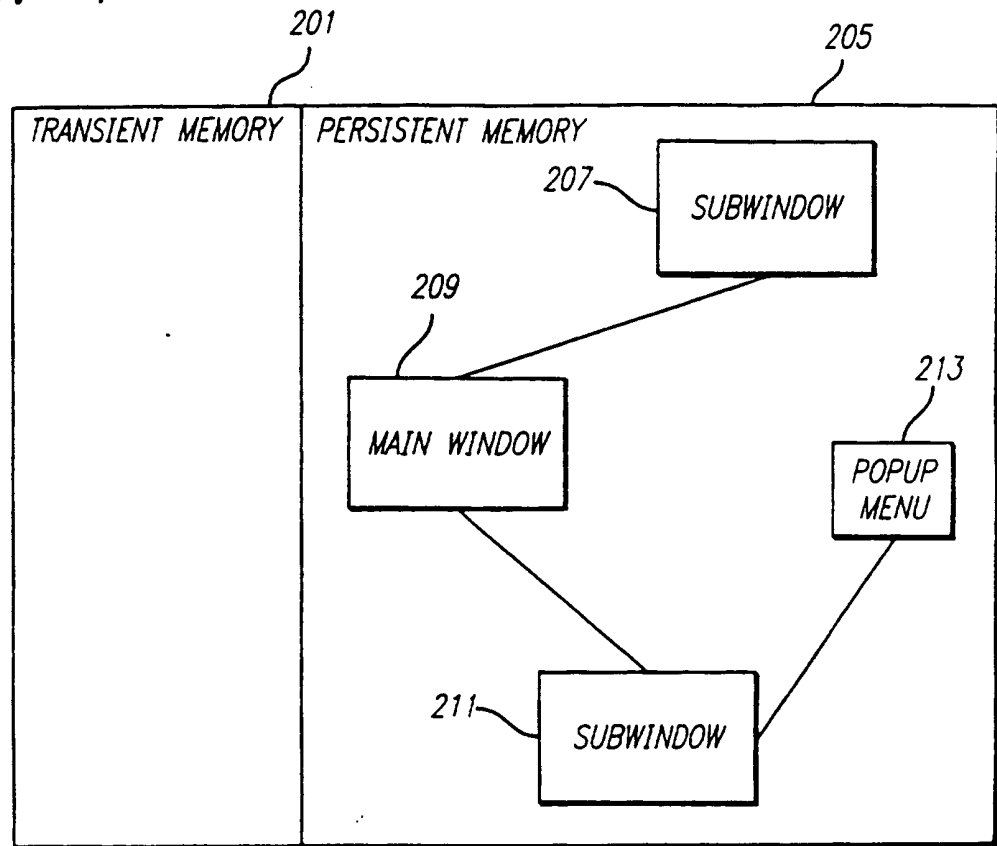 201
205
TRANSIENT MEMORY
PERSISTENT MEMORY
207
SUBWINDOW
209
MAIN WINDOW
213
POPUP
MENU
211
SUBWINDOW